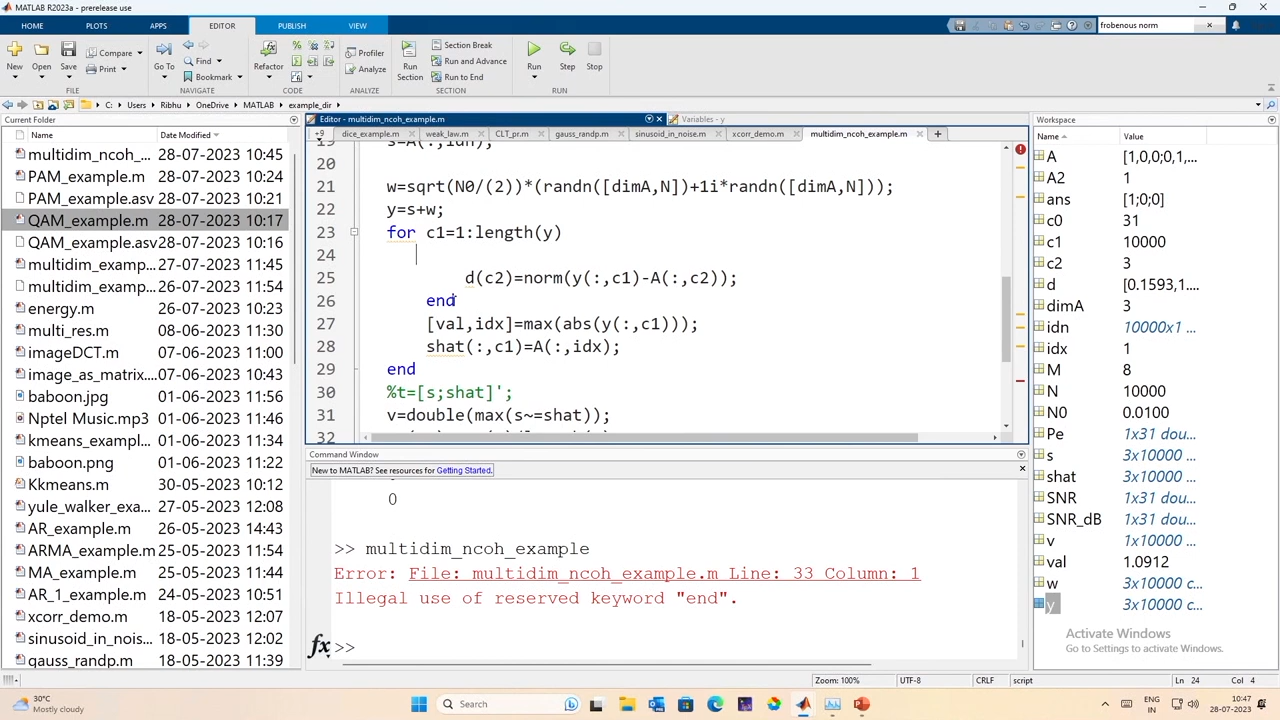 MATLAB R2023a - prerelease use
HOME PLOTS APPS EDITOR PUBLISH VIEW
frobenous norm
New Open Save Compare Print Go To Find Bookmark Refactor Profiler Analyze Run Section Section Break Run and Advance Run to End Run Step Stop
FILE NAVIGATE CODE ANALYZE SECTION RUN
C: Users Ribhu OneDrive MATLAB example_dir
Current Folder
Name Date Modified
multidim_ncoh_... 28-07-2023 10:45
PAM_example.m 28-07-2023 10:21
PAM_example.asv 28-07-2023 10:21
QAM_example.m 28-07-2023 10:17
QAM_example.asv 28-07-2023 10:16
multidim_examp... 27-07-2023 11:45
multidim_examp... 26-07-2023 11:54
energy.m 28-06-2023 11:11
multi_res.m 08-06-2023 11:30
imageDCT.m 07-06-2023 11:00
image_as_matrix... 07-06-2023 10:43
baboon.jpg 01-06-2023 11:56
Nptel Music.mp3 01-06-2023 11:46
kmeans_exampl... 01-06-2023 11:34
baboon.png 01-06-2023 11:22
Kkmeans.m 30-05-2023 10:12
yule_walker_exa... 27-05-2023 12:08
AR_example.m 26-05-2023 14:43
ARMA_example.m 25-05-2023 11:54
MA_example.m 25-05-2023 11:44
AR_1_example.m 24-05-2023 10:51
xcorr_demo.m 18-05-2023 12:07
sinusoid_in_nois... 18-05-2023 12:02
gauss_randp.m 18-05-2023 11:39
Editor - multidim_ncoh_example.m
Variables - y
+9 dice_example.m weak_law.m CLT_pr.m gauss_randp.m sinusoid_in_noise.m xcorr_demo.m multidim_ncoh_example.m
19 s=A(:,idn);
20
21 w=sqrt(N0/(2))*(randn([dimA,N])+1i*randn([dimA,N]));
22 y=s+w;
23 for c1=1:length(y)
24
25 d(c2)=norm(y(:,c1)-A(:,c2));
26 end
27 [val,idx]=max(abs(y(:,c1)));
28 shat(:,c1)=A(:,idx);
29 end
30 %t=[s;shat]';
31 v=double(max(s~=shat));
32
Command Window
New to MATLAB? See resources for Getting Started.
0
>> multidim_ncoh_example
Error: File: multidim_ncoh_example.m Line: 33 Column: 1
Illegal use of reserved keyword "end".
fx >>
Workspace
Name Value
A [1,0,0;0,1,...
A2 1
ans [1;0;0]
c0 31
c1 10000
c2 3
d [0.1593,1....
dimA 3
idn 10000x1 ...
idx 1
M 8
N 10000
N0 0.0100
Pe 1x31 dou...
s 3x10000 ...
shat 3x10000 ...
SNR 1x31 dou...
SNR_dB 1x31 dou...
v 1x10000 ...
val 1.0912
w 3x10000 c...
y 3x10000 c...
Activate Windows
Go to Settings to activate Windows.
Zoom: 100% UTF-8 CRLF script Ln 24 Col 4
30°C
Mostly cloudy
Search
ENG
IN
10:47
28-07-2023